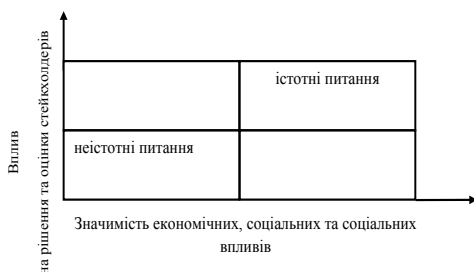 Вплив
на рішення та оцінки стейкхолдерів
істотні питання
неістотні питання
Значимість економічних, соціальних та соціальних
впливів